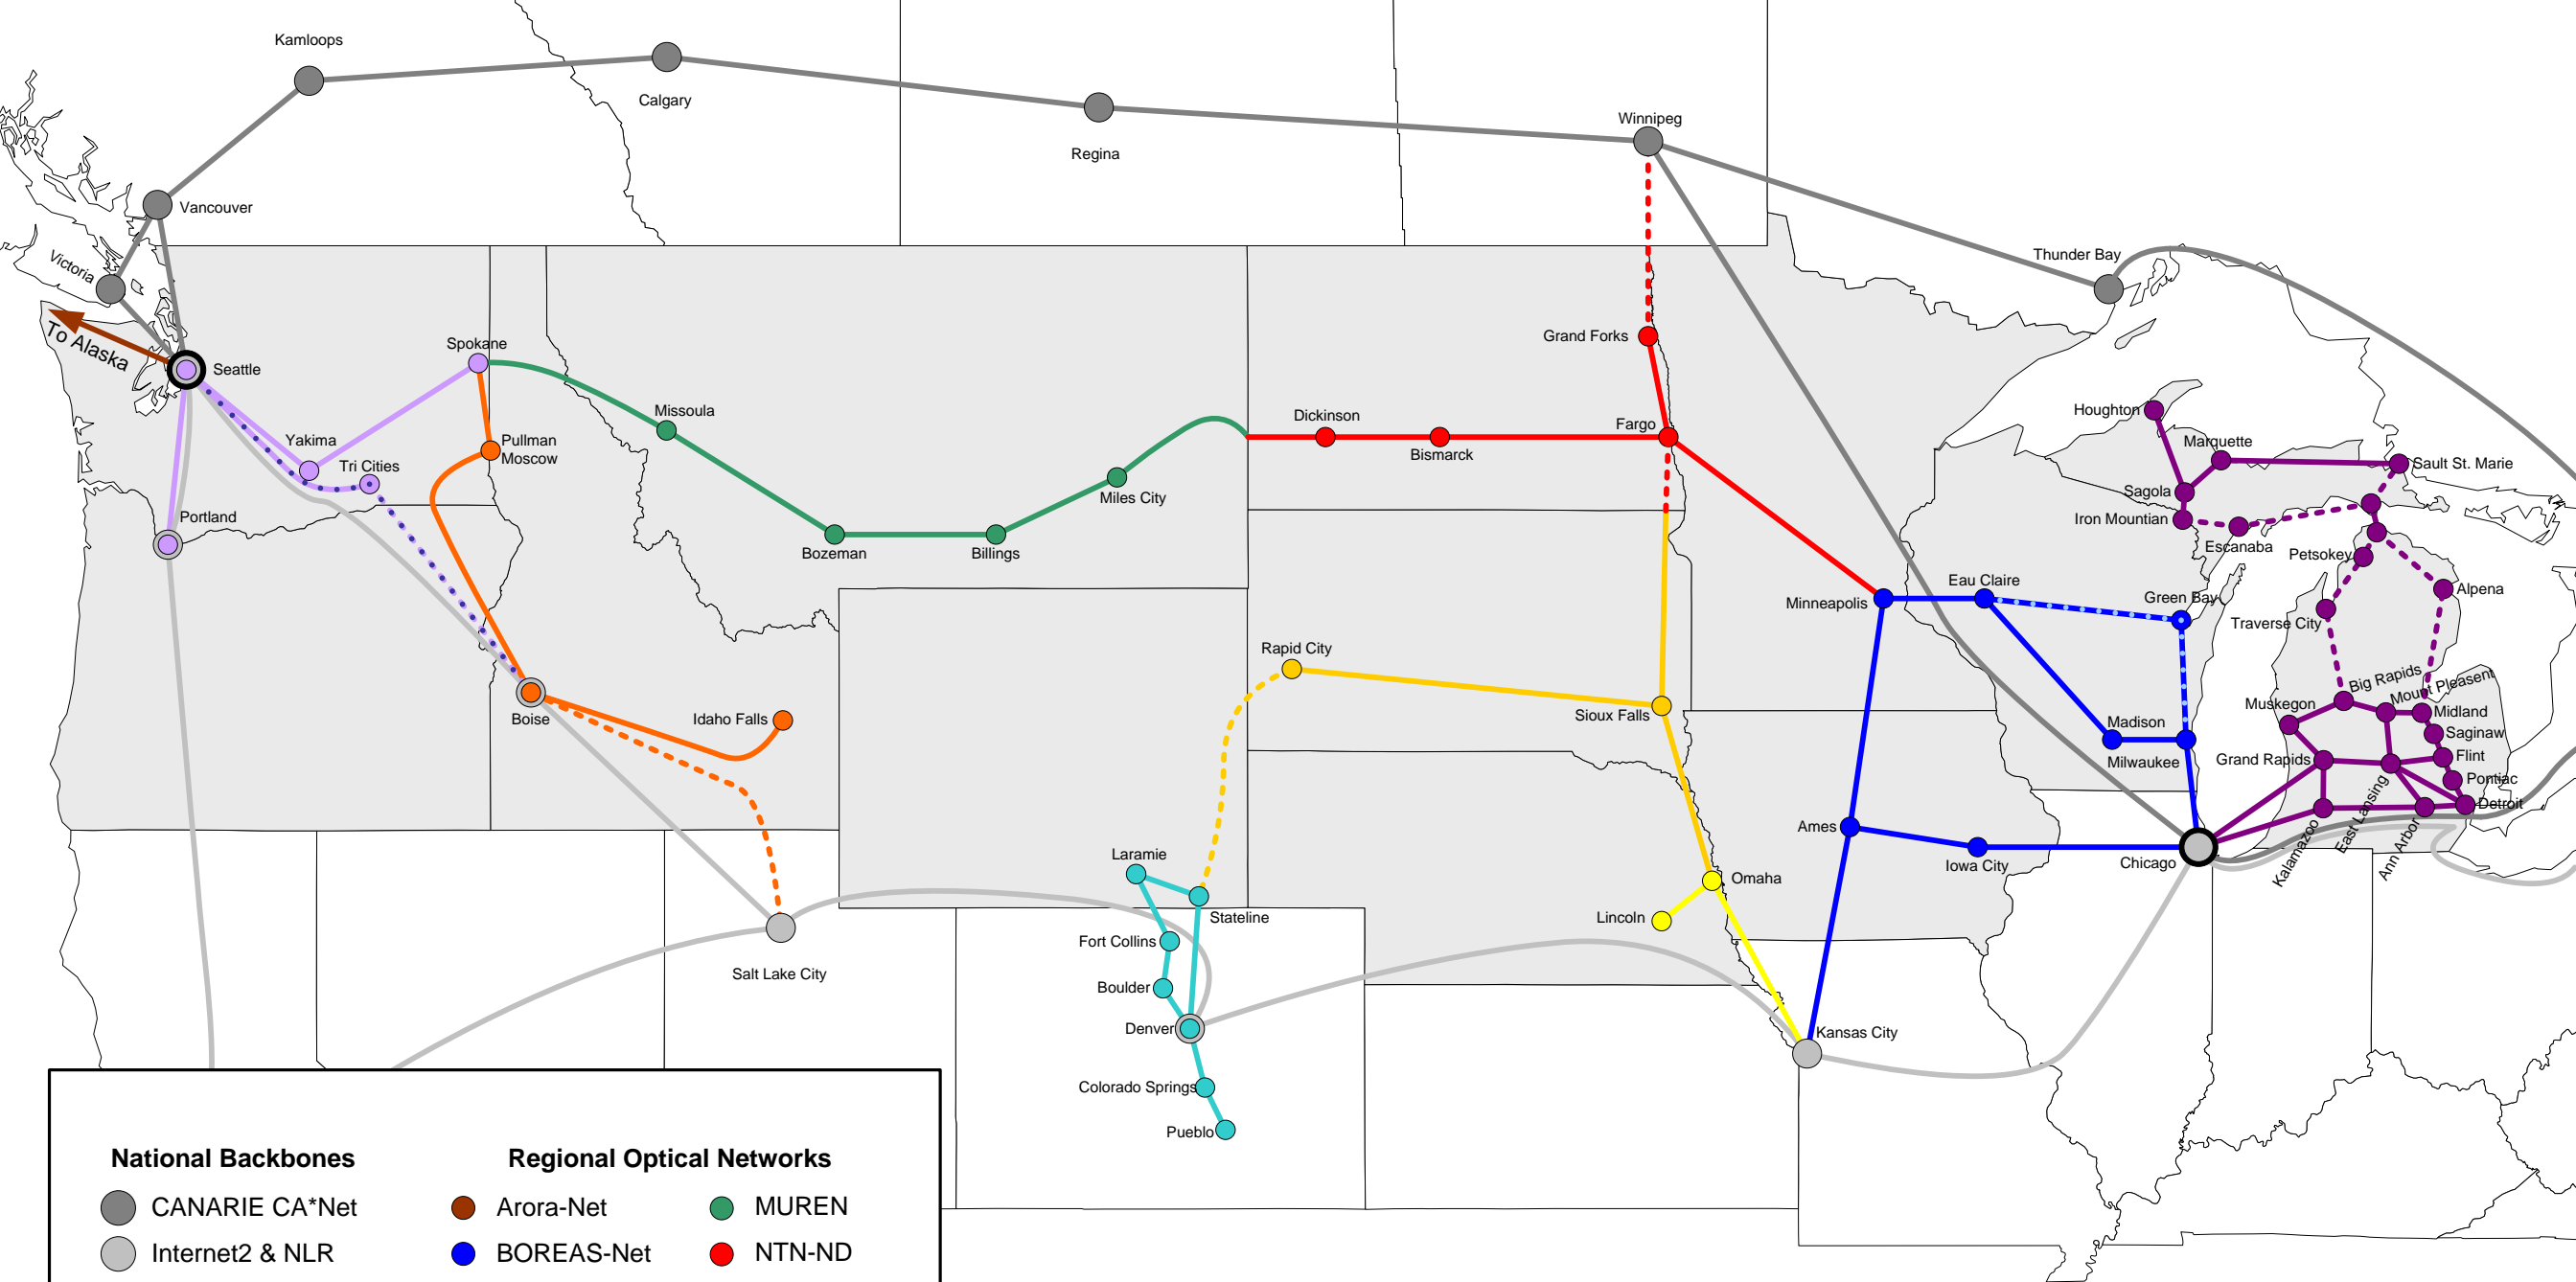 Kamloops
Calgary
Winnipeg
Regina
Vancouver
Victoria
Thunder Bay
To Alaska
Seattle
Spokane
Grand Forks
Missoula
Dickinson
Fargo
Houghton
Yakima
Pullman
Moscow
Bismarck
Marquette
Tri Cities
Sault St. Marie
Miles City
Sagola
Portland
Iron Mountian
Bozeman
Billings
Escanaba
Petsokey
Eau Claire
Alpena
Minneapolis
Green Bay
Traverse City
Rapid City
Big Rapids
Mount Pleasent
Boise
Idaho Falls
Sioux Falls
Muskegon
Midland
Madison
Saginaw
Milwaukee
Grand Rapids
Flint
Pontiac
Detroit
Ames
Kalamazoo
East Lansing
Ann Arbor
Laramie
Iowa City
Chicago
Omaha
Stateline
Lincoln
Fort Collins
Salt Lake City
Boulder
Denver
Kansas City
Colorado Springs
Pueblo
National Backbones
Regional Optical Networks
CANARIE CA*Net
Arora-Net
MUREN
Internet2 & NLR
BOREAS-Net
NTN-ND